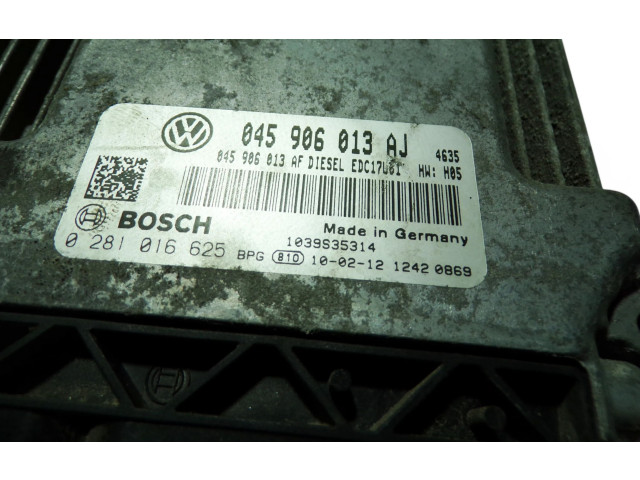 045 906 013 AJ 4635
045 906 013 AF DIESEL EDC17U01 HW: H05
BOSCH Made in Germany
0 281 016 625 BPG 810 1039S35314
10-02-12 1242 0869